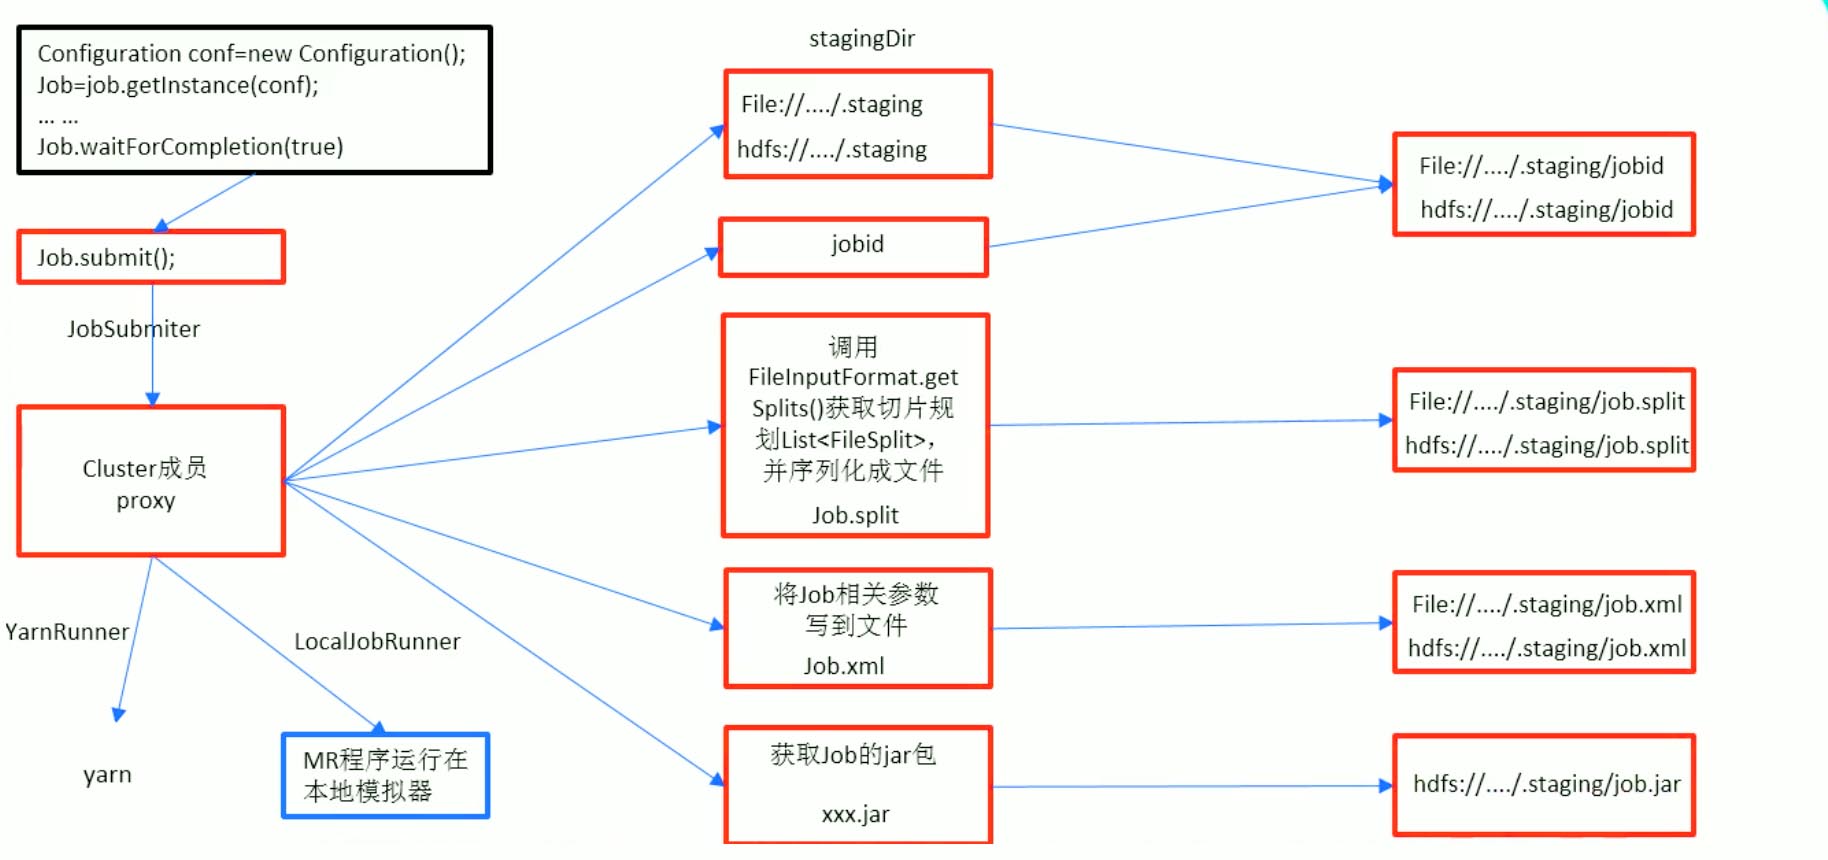 Configuration conf=new Configuration();
Job=job.getInstance(conf);
... ...
Job.waitForCompletion(true)
Job.submit();
JobSubmiter
Cluster成员
proxy
YarnRunner
LocalJobRunner
yarn
MR程序运行在
本地模拟器
stagingDir
File://..../.staging
hdfs://..../.staging
jobid
调用
FileInputFormat.get
Splits()获取切片规
划List<FileSplit>，
并序列化成文件
Job.split
将Job相关参数
写到文件
Job.xml
获取Job的jar包
xxx.jar
File://..../.staging/jobid
hdfs://..../.staging/jobid
File://..../.staging/job.split
hdfs://..../.staging/job.split
File://..../.staging/job.xml
hdfs://..../.staging/job.xml
hdfs://..../.staging/job.jar